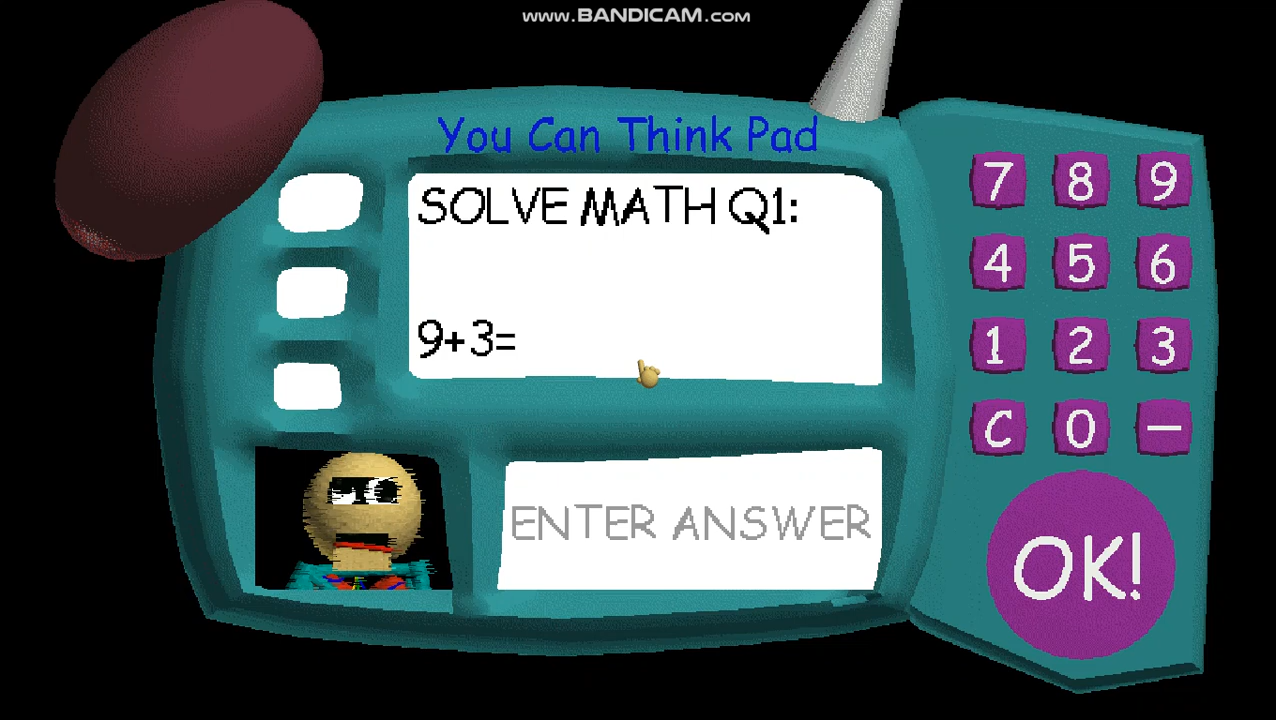 www.BANDICAM.com
You Can Think Pad
SOLVE MATH Q1:
9+3=
ENTER ANSWER
7 8 9
4 5 6
1 2 3
C 0 –
OK!